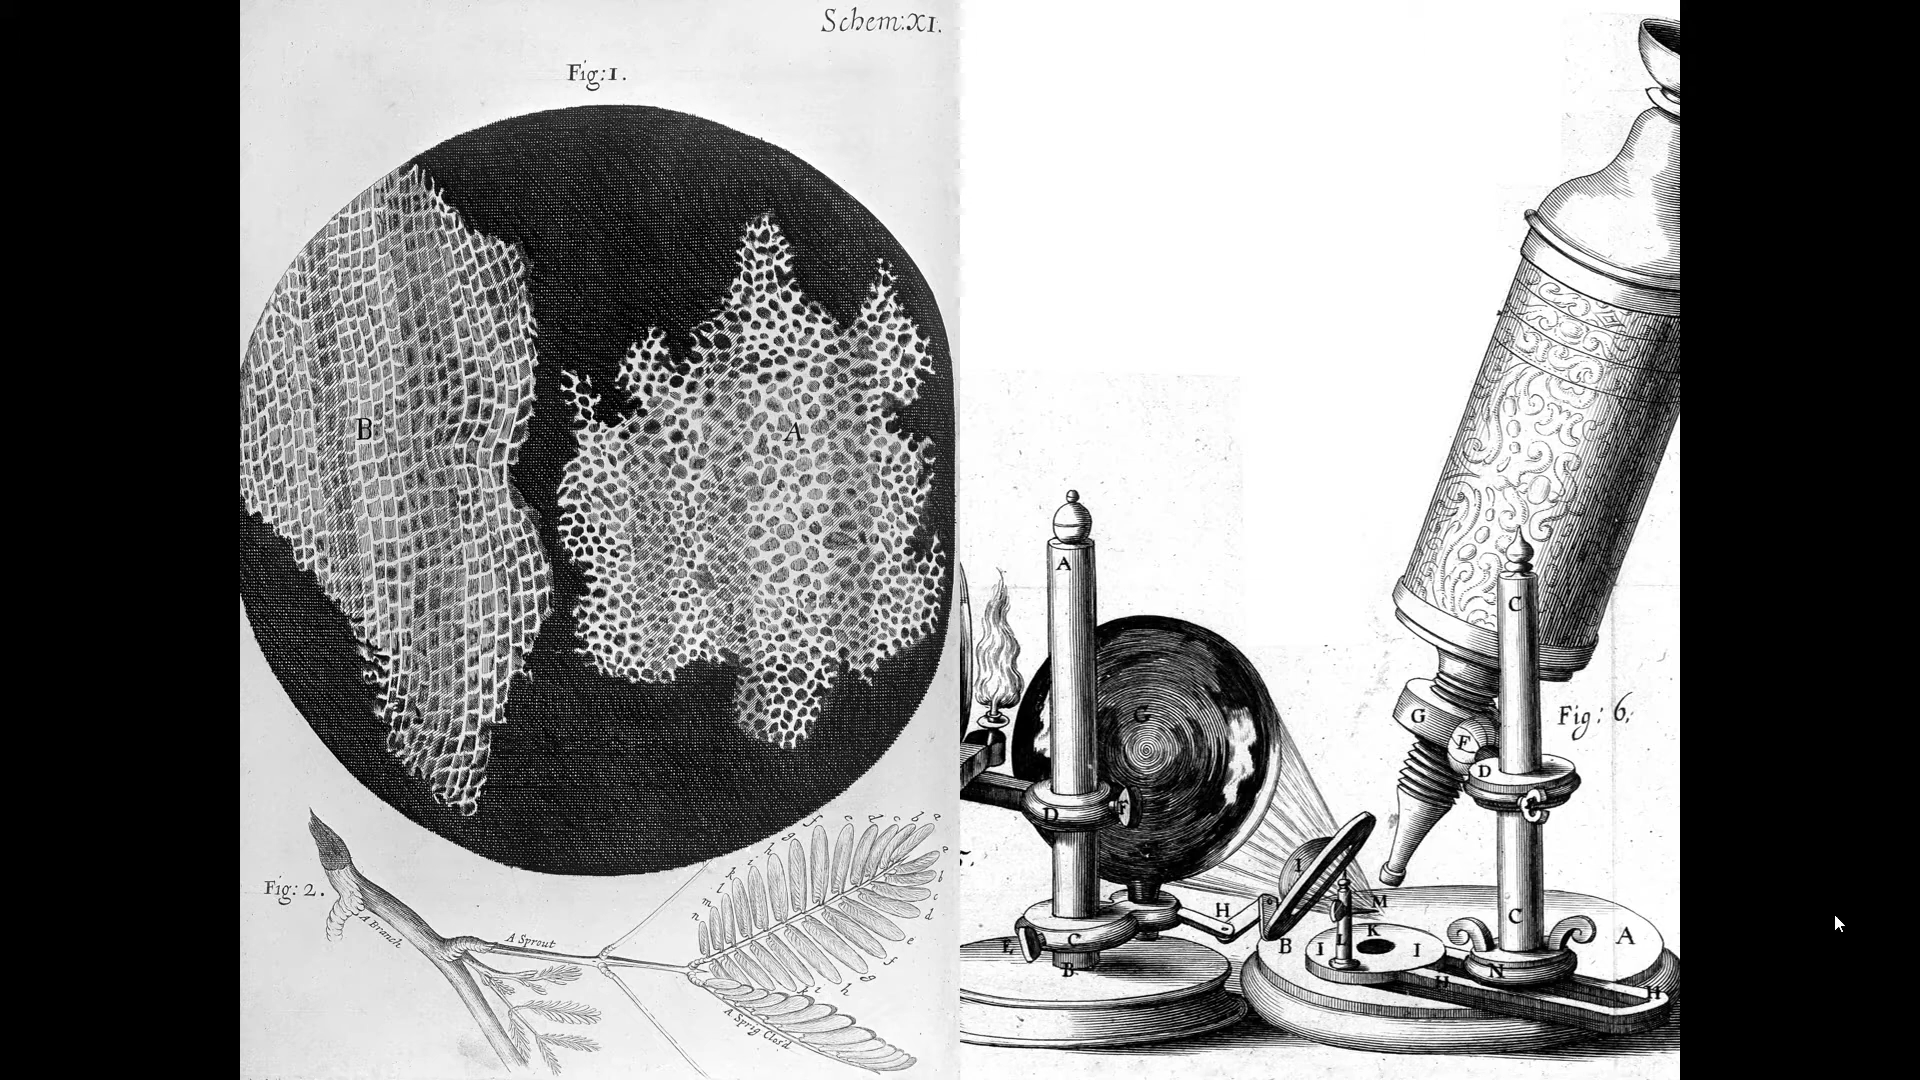 Schem:XI.
Fig:1.
B
A
Fig: 2.
A Branch
A Sprout
A Sprig Clos'd
a
b
c
d
e
f
g
h
i
k
l
m
n
a
b
c
d
e
f
g
h
i
k
A
G
D
F
E
C
B
H
I
M
K
L
I
I
B
C
G
F
D
Fig: 6.
C
N
A
H
H